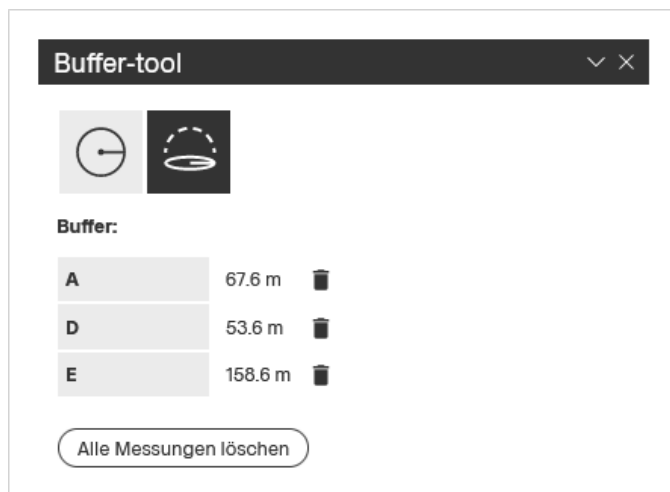 Buffer-tool
Buffer:
A 67.6 m
D 53.6 m
E 158.6 m
Alle Messungen löschen